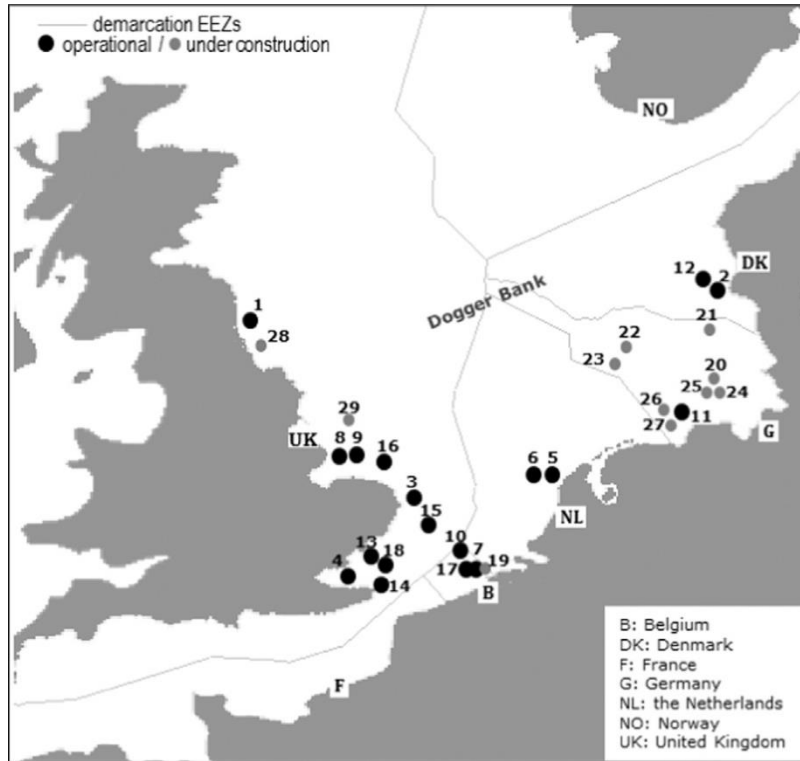 demarcation EEZs
operational / under construction
NO
12
2
DK
1
21
Dogger Bank
28
22
23
20
25
24
29
26
11
27
G
UK
8
9
16
6
5
3
15
NL
10
7
19
13
18
4
17
14
B
F
B: Belgium
DK: Denmark
F: France
G: Germany
NL: the Netherlands
NO: Norway
UK: United Kingdom